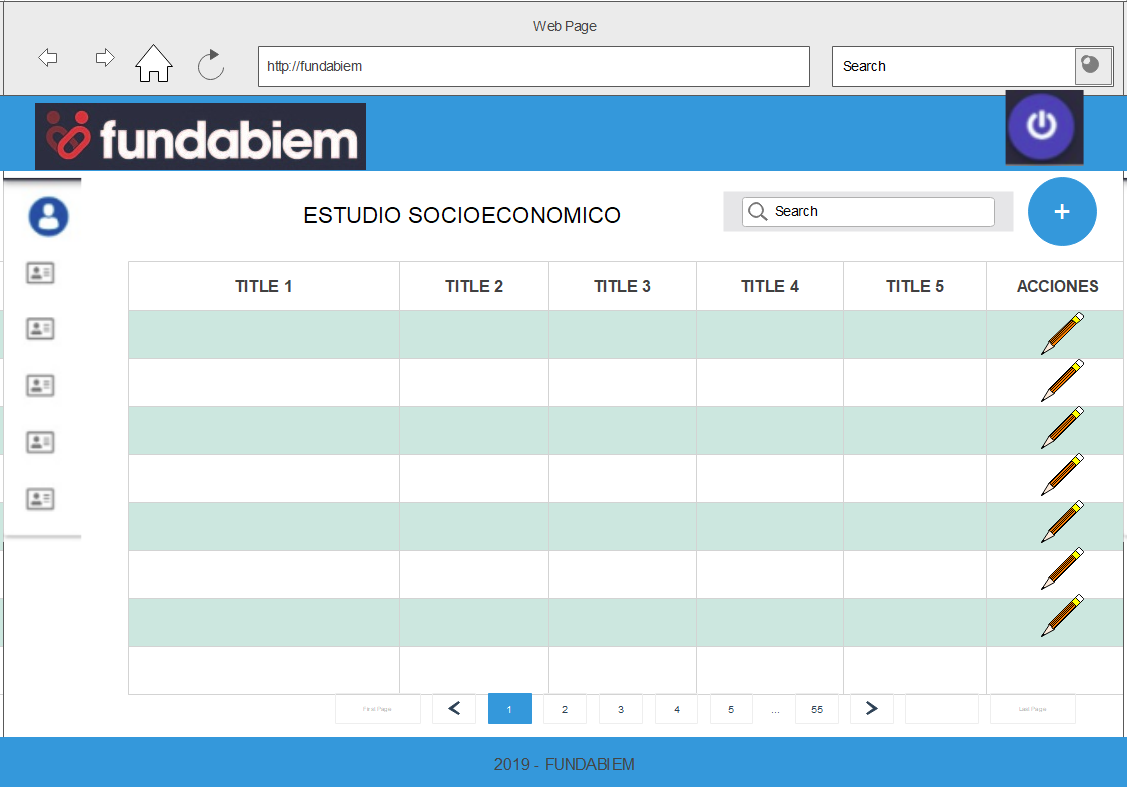 Web Page
http://fundabiem
Search
fundabiem
ESTUDIO SOCIOECONOMICO
Search
+
TITLE 1 TITLE 2 TITLE 3 TITLE 4 TITLE 5 ACCIONES
First Page 1 2 3 4 5 ... 55 Last Page
2019 - FUNDABIEM